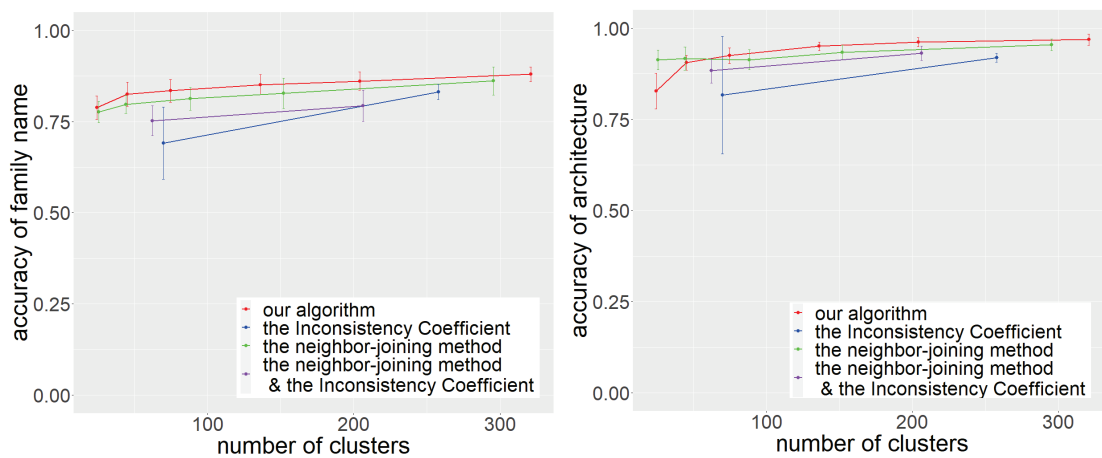 1.00
0.75
0.50
0.25
0.00
accuracy of family name
100
200
300
number of clusters
our algorithm
the Inconsistency Coefficient
the neighbor-joining method
the neighbor-joining method
& the Inconsistency Coefficient
1.00
0.75
0.50
0.25
0.00
accuracy of architecture
100
200
300
number of clusters
our algorithm
the Inconsistency Coefficient
the neighbor-joining method
the neighbor-joining method
& the Inconsistency Coefficient